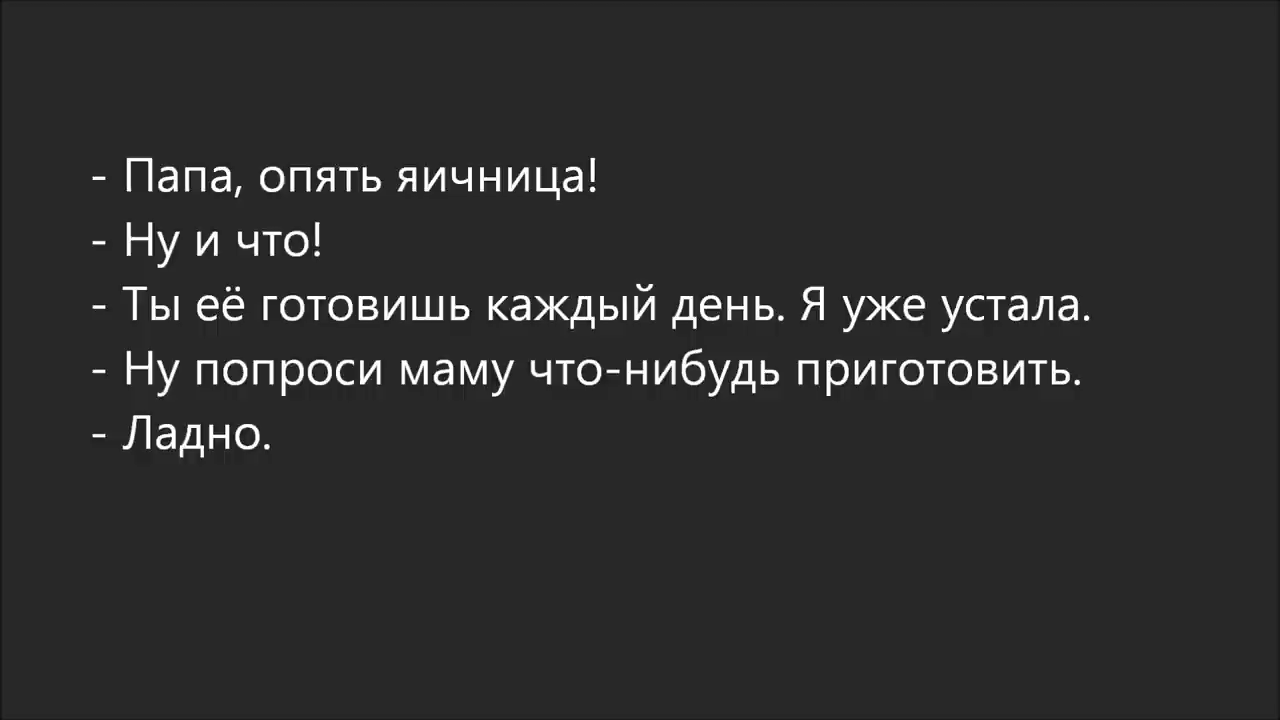 - Папа, опять яичница!
- Ну и что!
- Ты её готовишь каждый день. Я уже устала.
- Ну попроси маму что-нибудь приготовить.
- Ладно.